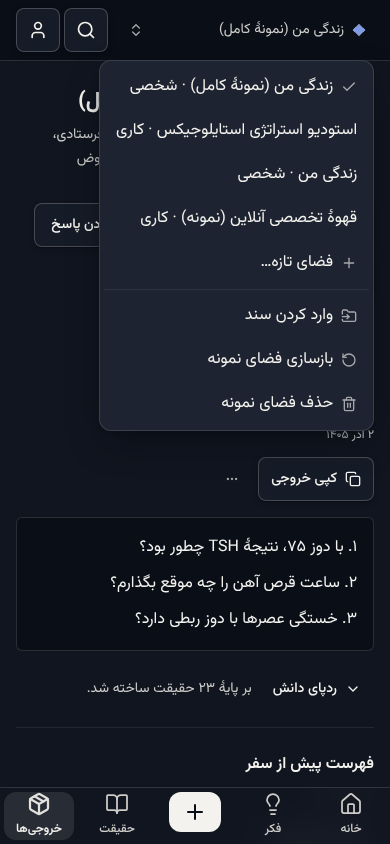 زندگی من (نمونهٔ کامل)
زندگی من (نمونهٔ کامل) · شخصی
استودیو استراتژی استایلوجیکس · کاری
زندگی من · شخصی
قهوهٔ تخصصی آنلاین (نمونه) · کاری
فضای تازه…
وارد کردن سند
بازسازی فضای نمونه
حذف فضای نمونه
۲ آذر ۱۴۰۵
کپی خروجی
۱. با دوز ۷۵، نتیجهٔ TSH چطور بود؟
۲. ساعت قرص آهن را چه موقع بگذارم؟
۳. خستگی عصرها با دوز ربطی دارد؟
ردپای دانش بر پایهٔ ۲۳ حقیقت ساخته شد.
فهرست پیش از سفر
خانه
فکر
حقیقت
خروجی‌ها